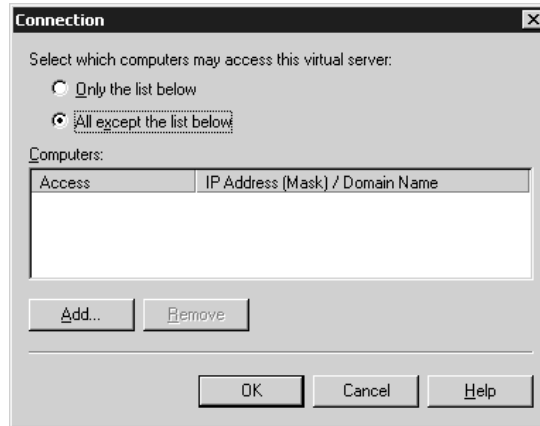 Connection
Select which computers may access this virtual server:
Only the list below
All except the list below
Computers:
Access IP Address (Mask) / Domain Name
Add... Remove
OK Cancel Help